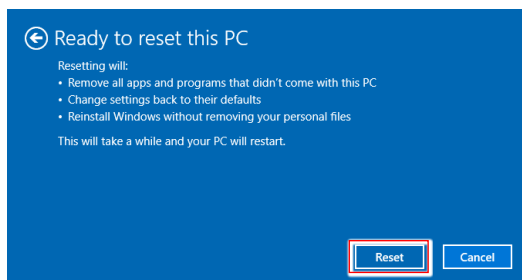 Ready to reset this PC
Resetting will:
• Remove all apps and programs that didn't come with this PC
• Change settings back to their defaults
• Reinstall Windows without removing your personal files
This will take a while and your PC will restart.
Reset Cancel